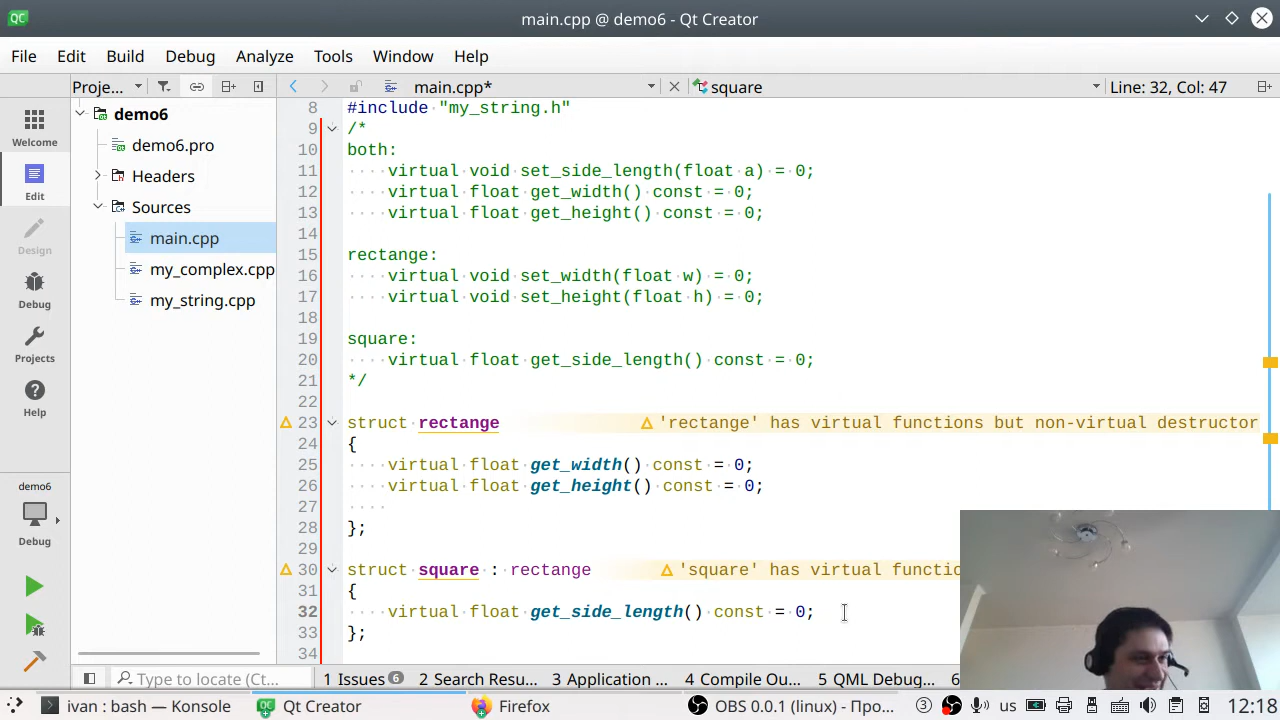 main.cpp @ demo6 - Qt Creator
File Edit Build Debug Analyze Tools Window Help
Proje... main.cpp* square Line: 32, Col: 47
Welcome
Edit
Design
Debug
Projects
Help
demo6
Debug
demo6
demo6.pro
Headers
Sources
main.cpp
my_complex.cpp
my_string.cpp
8 #include "my_string.h"
9 /*
10 both:
11 virtual void set_side_length(float a) = 0;
12 virtual float get_width() const = 0;
13 virtual float get_height() const = 0;
14
15 rectange:
16 virtual void set_width(float w) = 0;
17 virtual void set_height(float h) = 0;
18
19 square:
20 virtual float get_side_length() const = 0;
21 */
22
23 struct rectange 'rectange' has virtual functions but non-virtual destructor
24 {
25 virtual float get_width() const = 0;
26 virtual float get_height() const = 0;
27
28 };
29
30 struct square : rectange 'square' has virtual functio
31 {
32 virtual float get_side_length() const = 0;
33 };
34
Type to locate (Ct... 1 Issues 6 2 Search Resu... 3 Application ... 4 Compile Ou... 5 QML Debug... 6
ivan : bash — Konsole Qt Creator Firefox OBS 0.0.1 (linux) - Про... 3 us 12:18